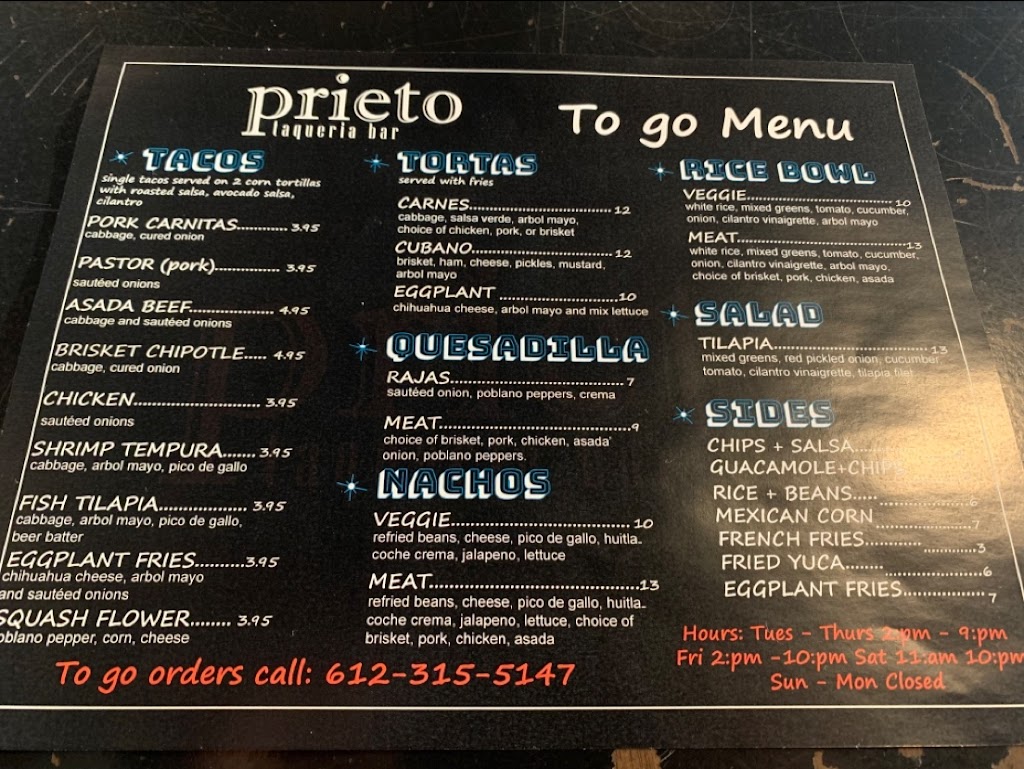 prieto
taqueria bar
To go Menu
TACOS
single tacos served on 2 corn tortillas
with roasted salsa, avocado salsa,
cilantro
PORK CARNITAS............ 3.95
cabbage, cured onion
PASTOR (pork)............... 3.95
sautéed onions
ASADA BEEF................... 4.95
cabbage and sautéed onions
BRISKET CHIPOTLE..... 4.95
cabbage, cured onion
CHICKEN........................... 3.95
sautéed onions
SHRIMP TEMPURA....... 3.95
cabbage, arbol mayo, pico de gallo
FISH TILAPIA................... 3.95
cabbage, arbol mayo, pico de gallo,
beer batter
EGGPLANT FRIES..........3.95
chihuahua cheese, arbol mayo
and sautéed onions
SQUASH FLOWER......... 3.95
poblano pepper, corn, cheese
TORTAS
served with fries
CARNES.................................... 12
cabbage, salsa verde, arbol mayo,
choice of chicken, pork, or brisket
CUBANO..............................12
brisket, ham, cheese, pickles, mustard,
arbol mayo
EGGPLANT .........................10
chihuahua cheese, arbol mayo and mix lettuce
QUESADILLA
RAJAS.................................... 7
sautéed onion, poblano peppers, crema
MEAT.......................................9
choice of brisket, pork, chicken, asada
onion, poblano peppers.
NACHOS
VEGGIE.................................... 10
refried beans, cheese, pico de gallo, huitla-
coche crema, jalapeno, lettuce
MEAT.......................................13
refried beans, cheese, pico de gallo, huitla-
coche crema, jalapeno, lettuce, choice of
brisket, pork, chicken, asada
RICE BOWL
VEGGIE.................................... 10
white rice, mixed greens, tomato, cucumber,
onion, cilantro vinaigrette, arbol mayo
MEAT.......................................13
white rice, mixed greens, tomato, cucumber,
onion, cilantro vinaigrette, arbol mayo,
choice of brisket, pork, chicken, asada
SALAD
TILAPIA.................................... 13
mixed greens, red pickled onion, cucumber
tomato, cilantro vinaigrette, tilapia filet
SIDES
CHIPS + SALSA
GUACAMOLE+CHIPS
RICE + BEANS.......................6
MEXICAN CORN.....................7
FRENCH FRIES.......................3
FRIED YUCA.........................6
EGGPLANT FRIES................... 7
To go orders call: 612-315-5147
Hours: Tues - Thurs 2:pm - 9:pm
Fri 2:pm -10:pm Sat 11:am 10:pm
Sun - Mon Closed